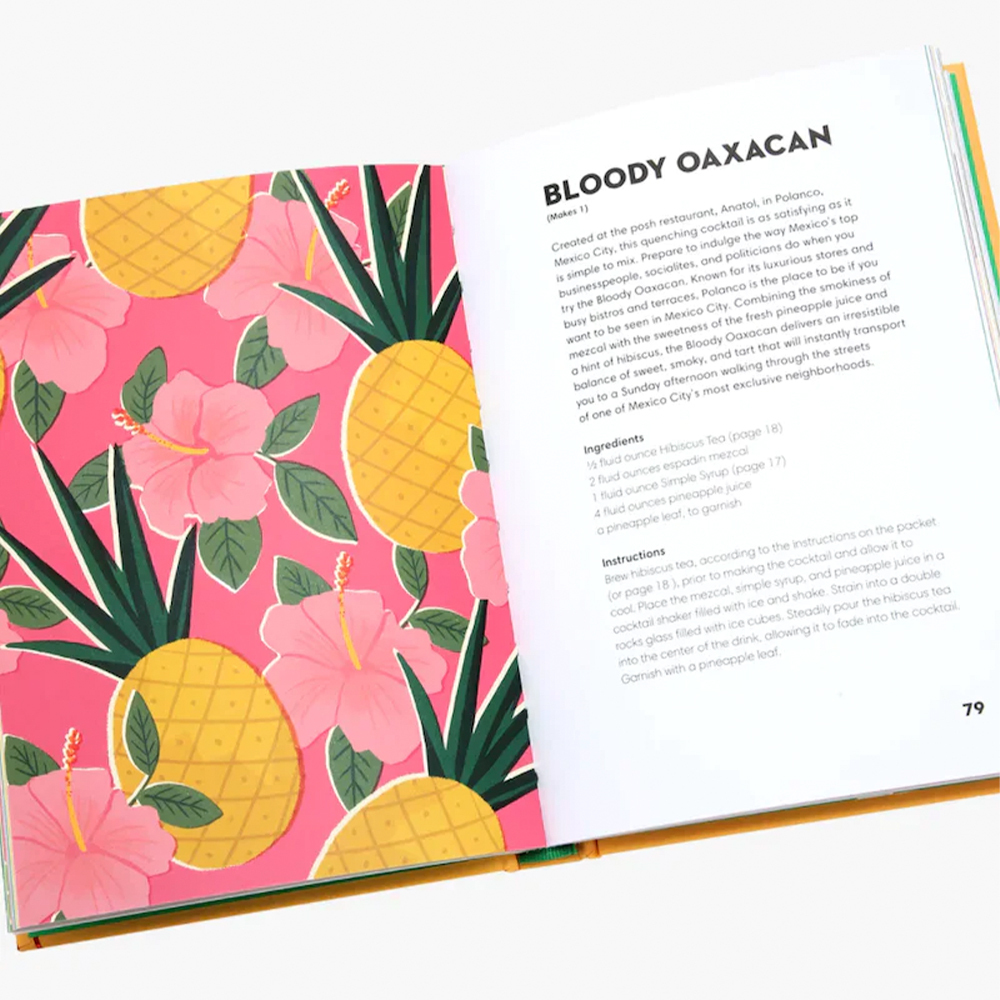 BLOODY OAXACAN
(Makes 1)
Created at the posh restaurant, Anatol, in Polanco,
Mexico City, this quenching cocktail is as satisfying as it
is simple to mix. Prepare to indulge the way Mexico's top
businesspeople, socialites, and politicians do when you
try the Bloody Oaxacan. Known for its luxurious stores and
busy bistros and terraces, Polanco is the place to be if you
want to be seen in Mexico City. Combining the smokiness of
mezcal with the sweetness of the fresh pineapple juice and
a hint of hibiscus, the Bloody Oaxacan delivers an irresistible
balance of sweet, smoky, and tart that will instantly transport
you to a Sunday afternoon walking through the streets
of one of Mexico City's most exclusive neighborhoods.
Ingredients
½ fluid ounce Hibiscus Tea (page 18)
2 fluid ounces espadin mezcal
1 fluid ounce Simple Syrup (page 17)
4 fluid ounces pineapple juice
a pineapple leaf, to garnish
Instructions
Brew hibiscus tea, according to the instructions on the packet
(or page 18 ), prior to making the cocktail and allow it to
cool. Place the mezcal, simple syrup, and pineapple juice in a
cocktail shaker filled with ice and shake. Strain into a double
rocks glass filled with ice cubes. Steadily pour the hibiscus tea
into the center of the drink, allowing it to fade into the cocktail.
Garnish with a pineapple leaf.
79